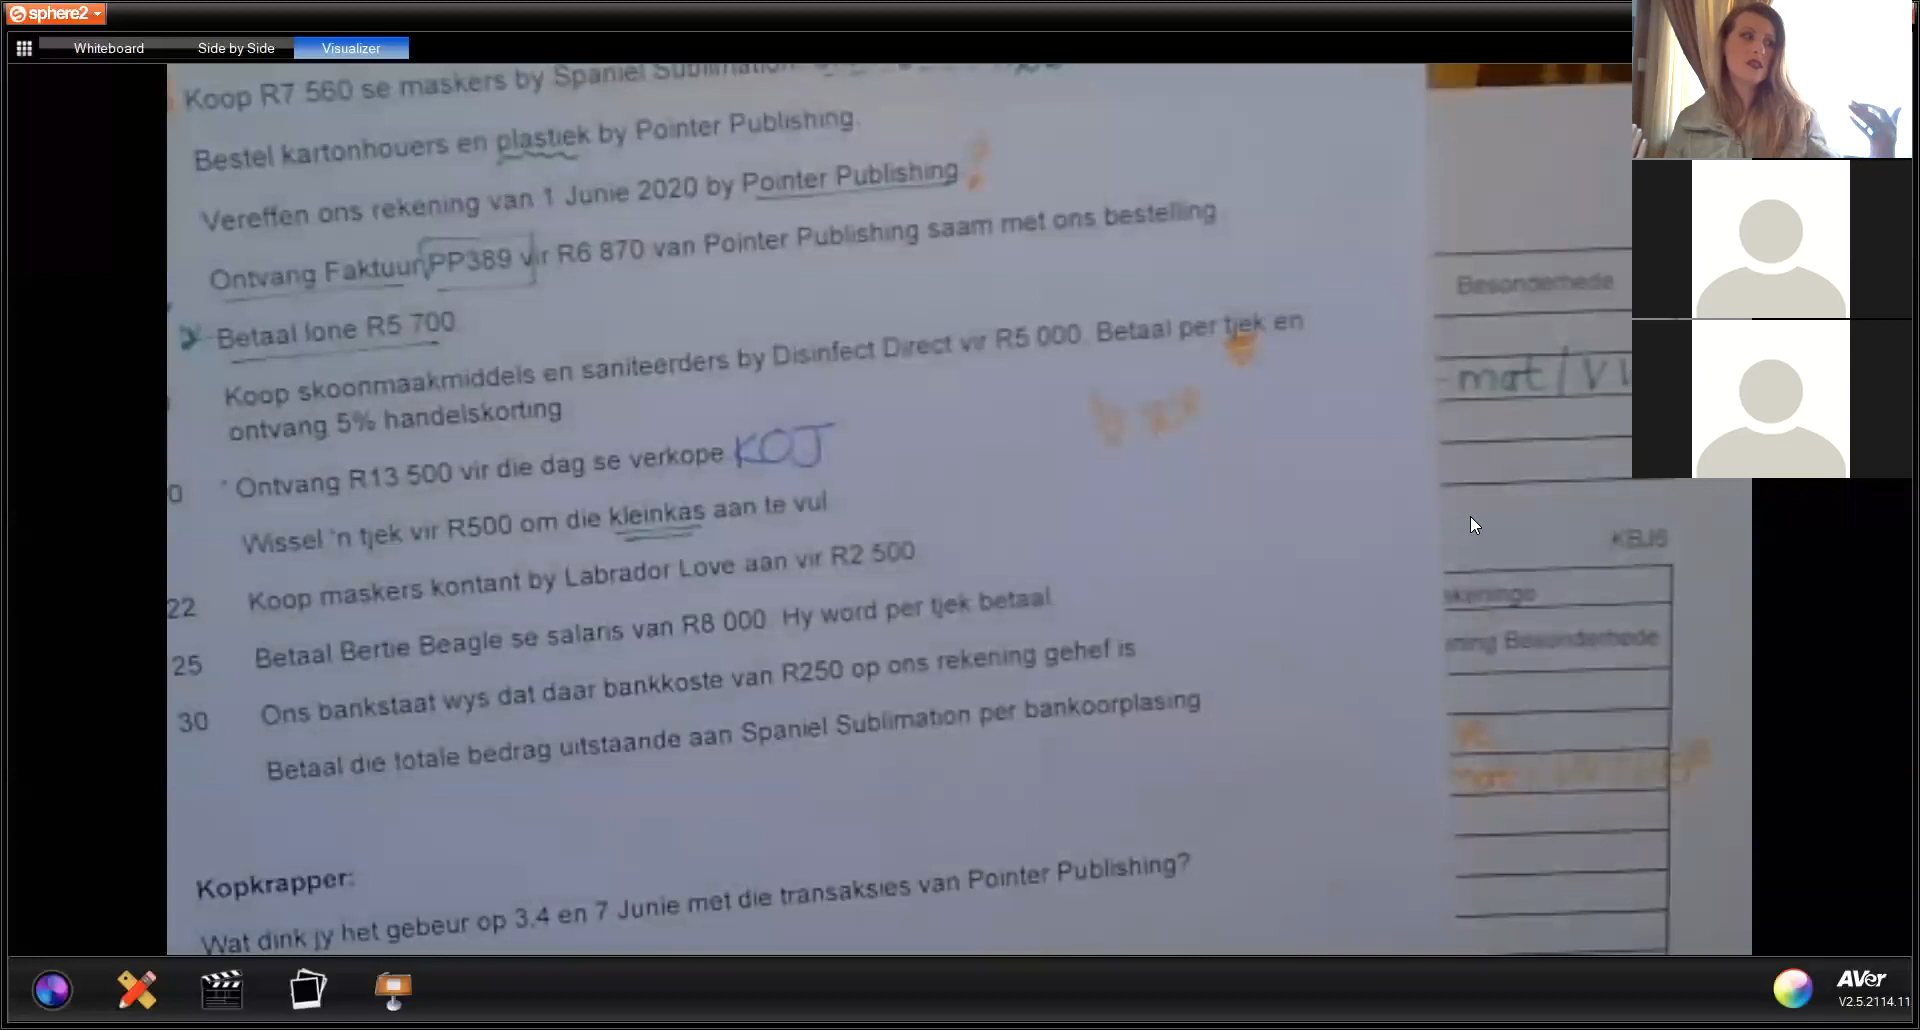 sphere2
Whiteboard Side by Side Visualizer
Koop R7 560 se maskers by Spaniel Sublimation.
Bestel kartonhouers en plastiek by Pointer Publishing.
Vereffen ons rekening van 1 Junie 2020 by Pointer Publishing
Ontvang Faktuur PP389 vir R6 870 van Pointer Publishing saam met ons bestelling
Betaal lone R5 700
Koop skoonmaakmiddels en saniteerders by Disinfect Direct vir R5 000. Betaal per tjek en
ontvang 5% handelskorting
0 Ontvang R13 500 vir die dag se verkope KOJ
Wissel 'n tjek vir R500 om die kleinkas aan te vul
22 Koop maskers kontant by Labrador Love aan vir R2 500
25 Betaal Bertie Beagle se salaris van R8 000. Hy word per tjek betaal.
30 Ons bankstaat wys dat daar bankkoste van R250 op ons rekening gehef is
Betaal die totale bedrag uitstaande aan Spaniel Sublimation per bankoorplasing
Kopkrapper:
Wat dink jy het gebeur op 3,4 en 7 Junie met die transaksies van Pointer Publishing?
Besonderhede
mat/V
KBJ6
ekeninge
ning Besonderhede
AVer
V2.5.2114.11